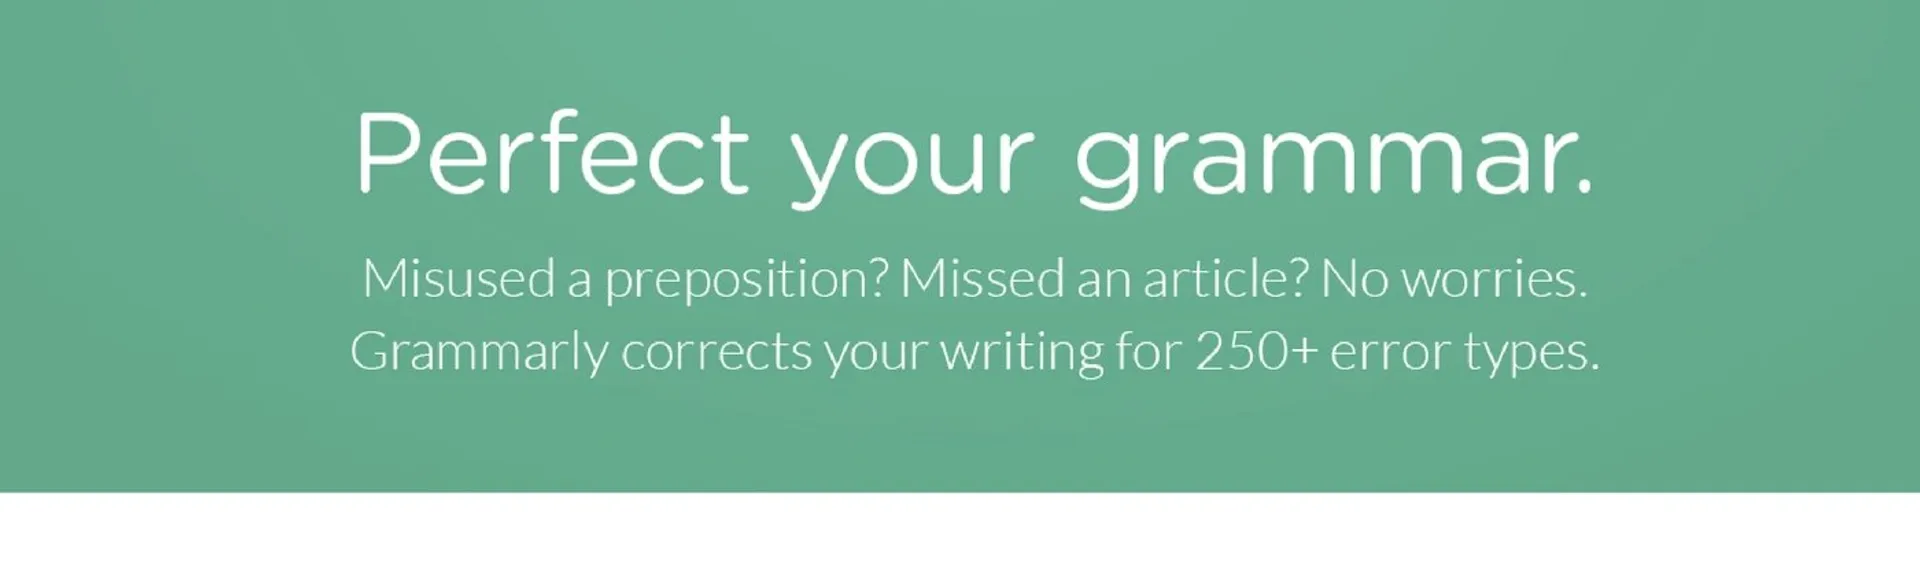 Perfect your grammar.
Misused a preposition? Missed an article? No worries.
Grammarly corrects your writing for 250+ error types.